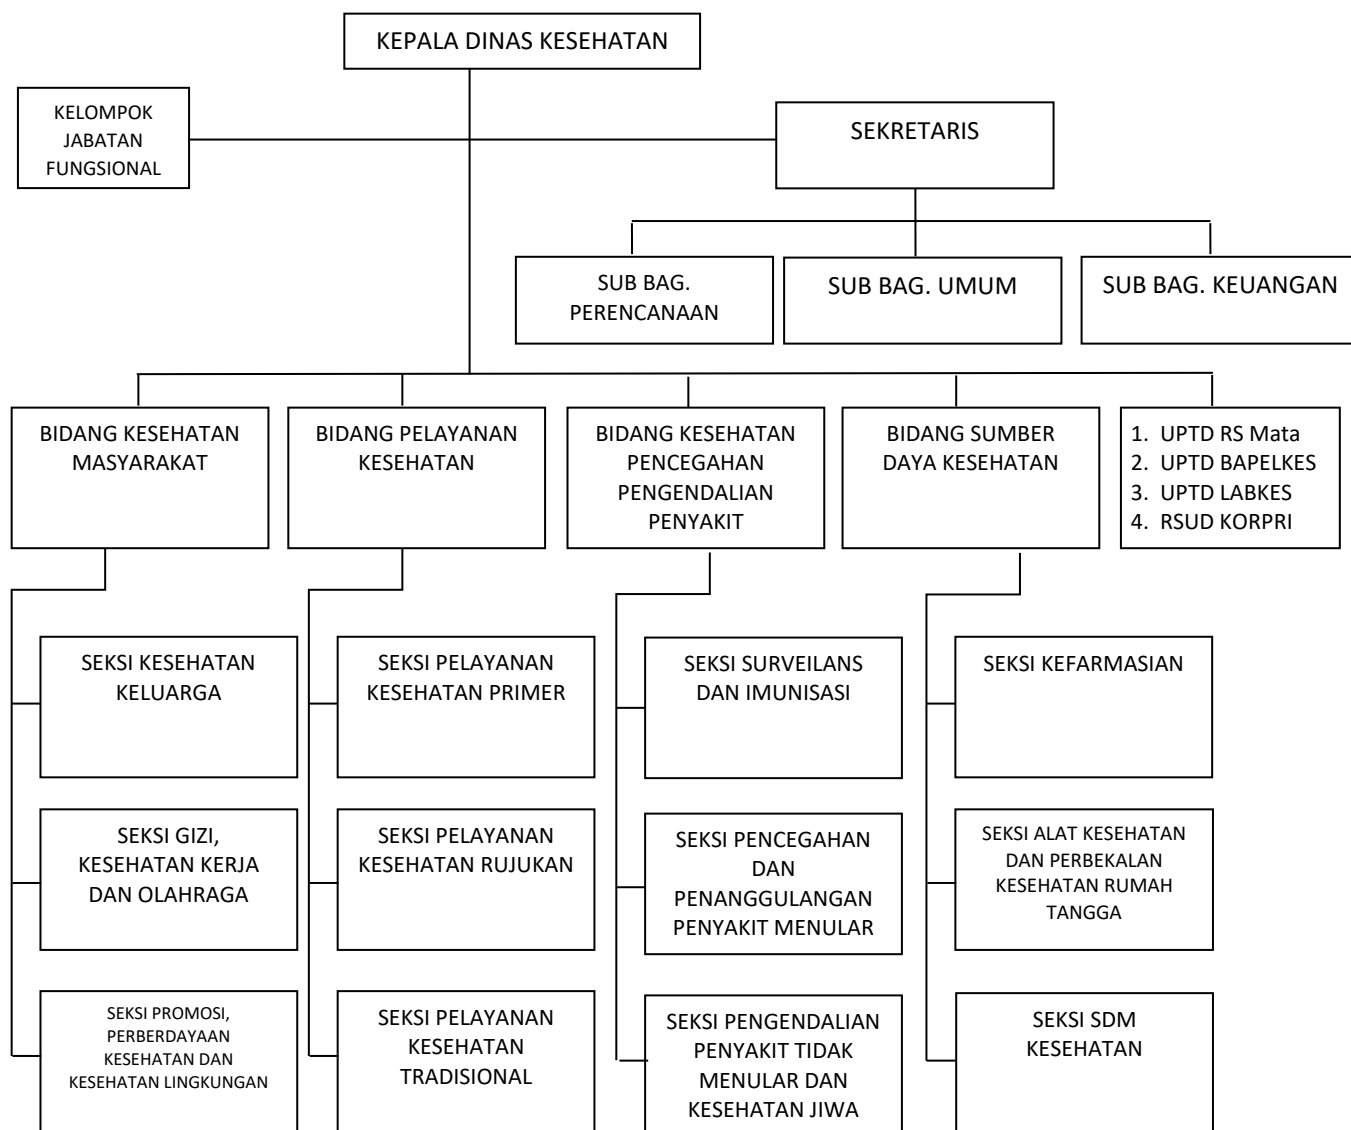 KEPALA DINAS KESEHATAN
KELOMPOK
JABATAN
FUNGSIONAL
SEKRETARIS
SUB BAG.
PERENCANAAN
SUB BAG. UMUM
SUB BAG. KEUANGAN
BIDANG KESEHATAN
MASYARAKAT
BIDANG PELAYANAN
KESEHATAN
BIDANG KESEHATAN
PENCEGAHAN
PENGENDALIAN
PENYAKIT
BIDANG SUMBER
DAYA KESEHATAN
1. UPTD RS Mata
2. UPTD BAPELKES
3. UPTD LABKES
4. RSUD KORPRI
SEKSI KESEHATAN
KELUARGA
SEKSI PELAYANAN
KESEHATAN PRIMER
SEKSI SURVEILANS
DAN IMUNISASI
SEKSI KEFARMASIAN
SEKSI GIZI,
KESEHATAN KERJA
DAN OLAHRAGA
SEKSI PELAYANAN
KESEHATAN RUJUKAN
SEKSI PENCEGAHAN
DAN
PENANGGULANGAN
PENYAKIT MENULAR
SEKSI ALAT KESEHATAN
DAN PERBEKALAN
KESEHATAN RUMAH
TANGGA
SEKSI PROMOSI,
PERBERDAYAAN
KESEHATAN DAN
KESEHATAN LINGKUNGAN
SEKSI PELAYANAN
KESEHATAN
TRADISIONAL
SEKSI PENGENDALIAN
PENYAKIT TIDAK
MENULAR DAN
KESEHATAN JIWA
SEKSI SDM
KESEHATAN